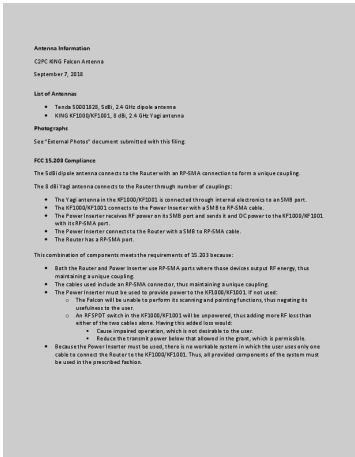 Antenna Information
C2PC KING Falcon Antenna
September 7, 2018
List of Antennas
• Tenda 50001828, 5dBi, 2.4 GHz dipole antenna
• KING KF1000/KF1001, 8 dBi, 2.4 GHz Yagi antenna
Photographs
See "External Photos" document submitted with this filing.
FCC 15.203 Compliance
The 5dBi dipole antenna connects to the Router with an RP-SMA connection to form a unique coupling.
The 8 dBi Yagi antenna connects to the Router through number of couplings:
• The Yagi antenna in the KF1000/KF1001 is connected through internal electronics to an SMB port.
• The KF1000/KF1001 connects to the Power Inserter with a SMB to RP-SMA cable.
• The Power Inserter receives RF power on its SMB port and sends it and DC power to the KF1000/KF1001
with its RP-SMA port.
• The Power Inserter connects to the Router with a SMB to RP-SMA cable.
• The Router has a RP-SMA port.
This combination of components meets the requirements of 15.203 because:
• Both the Router and Power Inserter use RP-SMA parts where those devices output RF energy, thus
maintaining a unique coupling.
• The cables used include an RP-SMA connector, thus maintaining a unique coupling.
• The Power Inserter must be used to provide power to the KF1000/KF1001. If not used:
o The Falcon will be unable to perform its scanning and pointing functions, thus negating its
usefulness to the user.
o An RF SPDT switch in the KF1000/KF1001 will be unpowered, thus adding more RF loss than
either of the two cables alone. Having this added loss would:
▪ Cause impaired operation, which is not desirable to the user.
▪ Reduce the transmit power below that allowed in the grant, which is permissible.
• Because the Power Inserter must be used, there is no workable system in which the user uses only one
cable to connect the Router to the KF1000/KF1001. Thus, all provided components of the system must
be used in the prescribed fashion.